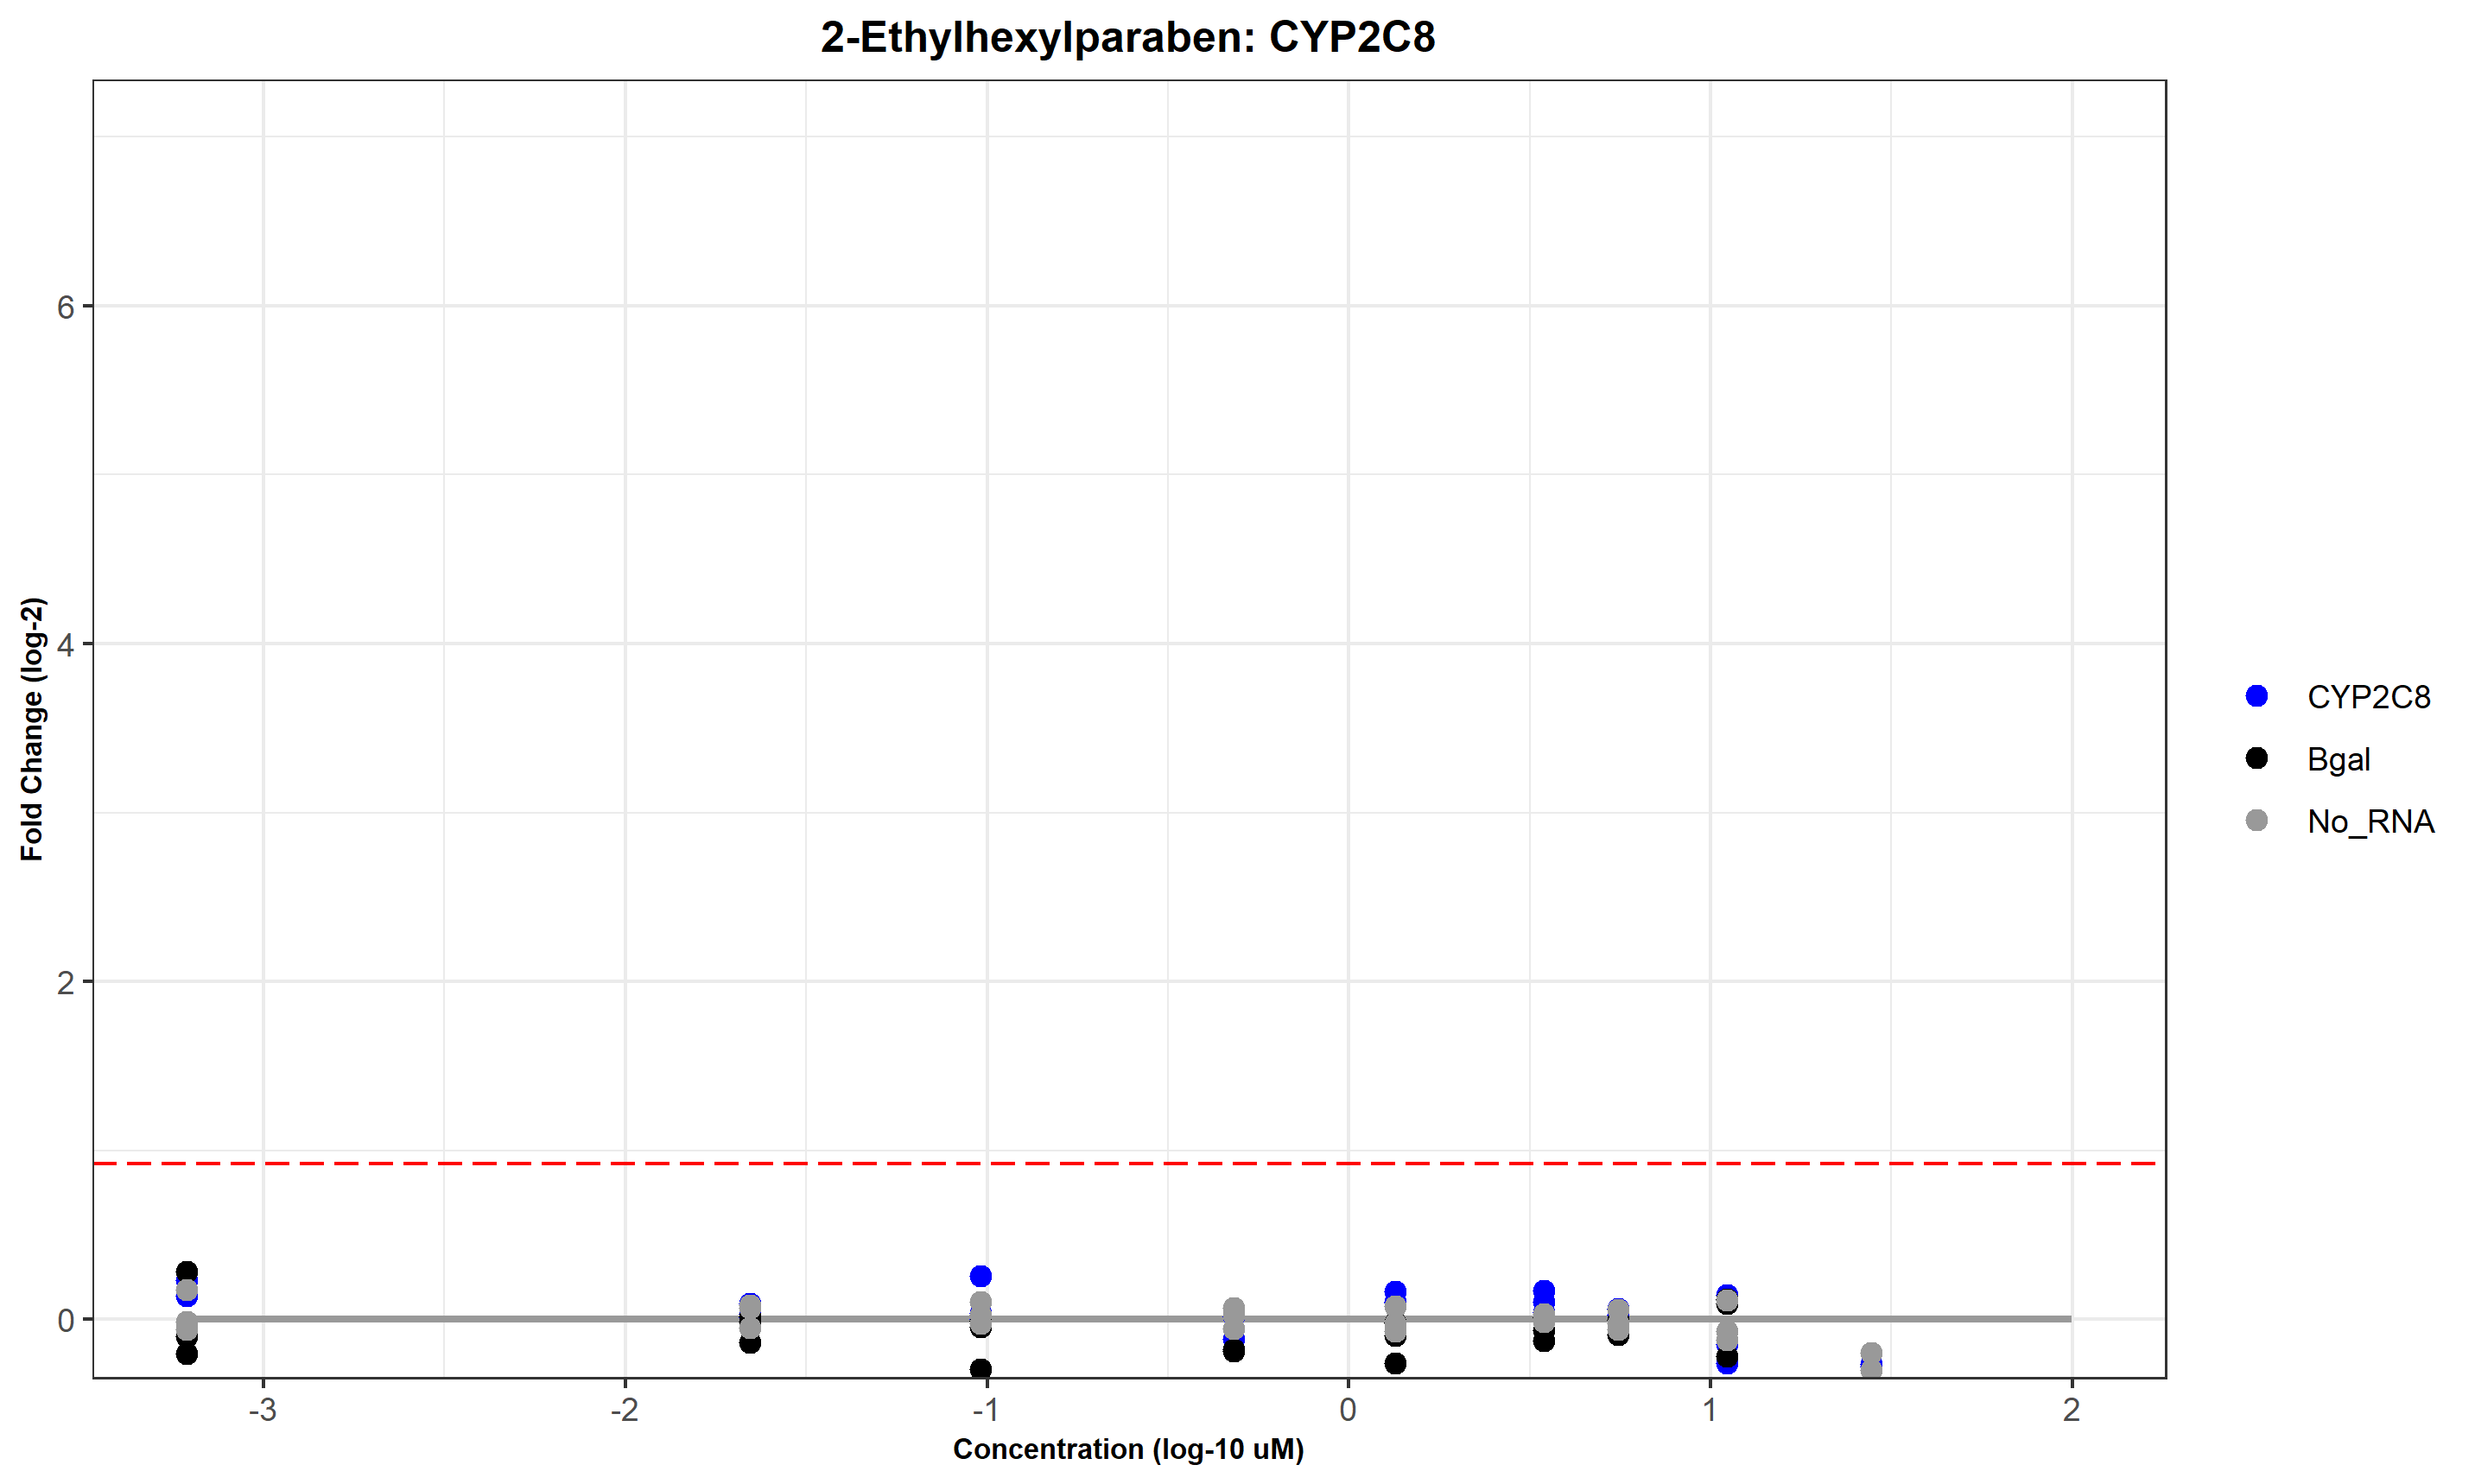 2-Ethylhexylparaben: CYP2C8
Fold Change (log-2)
6
4
2
0
-3
-2
-1
0
1
2
Concentration (log-10 uM)
CYP2C8
Bgal
No_RNA